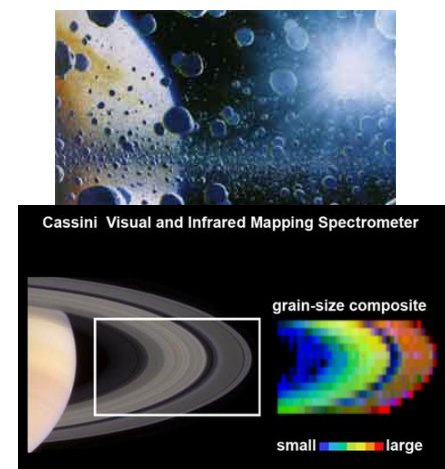 Cassini Visual and Infrared Mapping Spectrometer
grain-size composite
small large